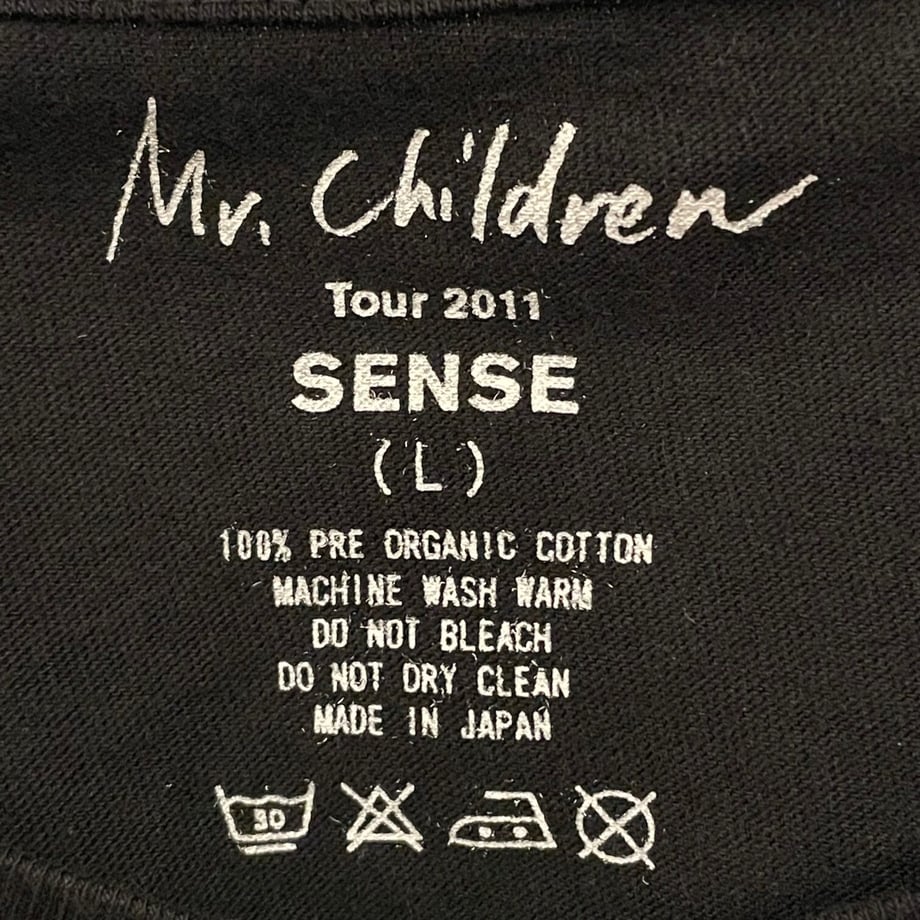 Mr. Children
Tour 2011
SENSE
(L)
100% PRE ORGANIC COTTON
MACHINE WASH WARM
DO NOT BLEACH
DO NOT DRY CLEAN
MADE IN JAPAN
30